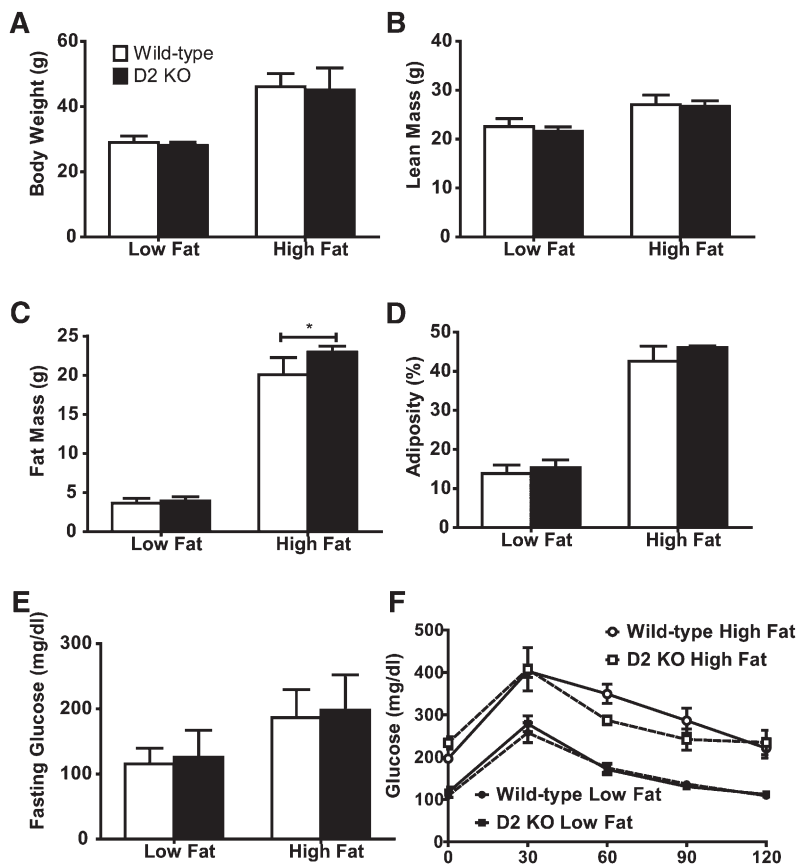 A
Body Weight (g)
60
40
20
0
Wild-type
D2 KO
Low Fat
High Fat
B
Lean Mass (g)
40
30
20
10
0
Low Fat
High Fat
C
Fat Mass (g)
25
20
15
10
5
0
*
Low Fat
High Fat
D
Adiposity (%)
50
40
30
20
10
0
Low Fat
High Fat
E
Fasting Glucose (mg/dl)
300
200
100
0
Low Fat
High Fat
F
Glucose (mg/dl)
500
400
300
200
100
0
Wild-type High Fat
D2 KO High Fat
Wild-type Low Fat
D2 KO Low Fat
0 30 60 90 120